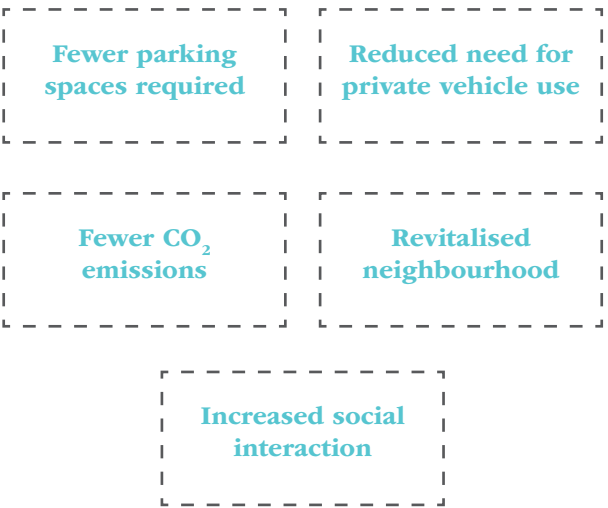 Fewer parking
spaces required
Reduced need for
private vehicle use
Fewer CO₂
emissions
Revitalised
neighbourhood
Increased social
interaction